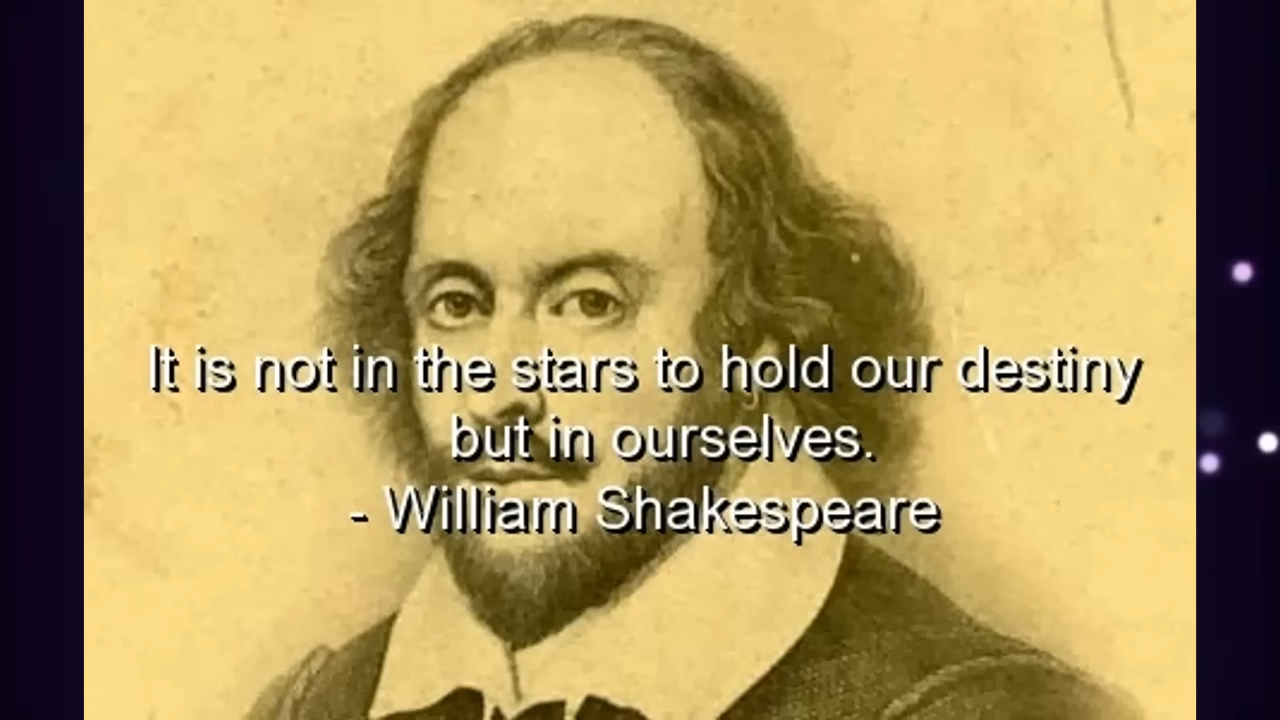 It is not in the stars to hold our destiny
but in ourselves.
- William Shakespeare